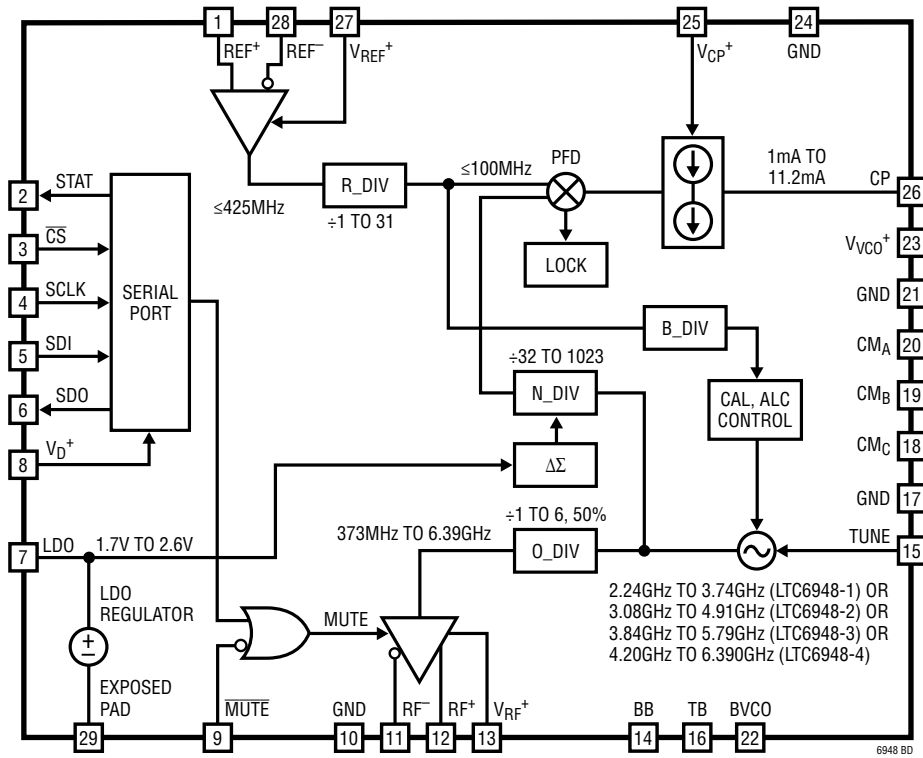 1
28
27
25
24
REF+
REF–
VREF+
VCP+
GND
PFD
≤100MHz
1mA TO
11.2mA
CP
26
R_DIV
≤425MHz
÷1 TO 31
LOCK
2
STAT
3
CS
4
SCLK
5
SDI
6
SDO
8
VD+
SERIAL
PORT
VVCO+
23
GND
21
CMA
20
CMB
19
CMC
18
GND
17
TUNE
15
B_DIV
÷32 TO 1023
N_DIV
CAL, ALC
CONTROL
ΔΣ
÷1 TO 6, 50%
373MHz TO 6.39GHz
O_DIV
7
LDO
1.7V TO 2.6V
LDO
REGULATOR
+
–
EXPOSED
PAD
MUTE
2.24GHz TO 3.74GHz (LTC6948-1) OR
3.08GHz TO 4.91GHz (LTC6948-2) OR
3.84GHz TO 5.79GHz (LTC6948-3) OR
4.20GHz TO 6.390GHz (LTC6948-4)
MUTE
GND
RF–
RF+
VRF+
BB
TB
BVCO
29
9
10
11
12
13
14
16
22
6948 BD